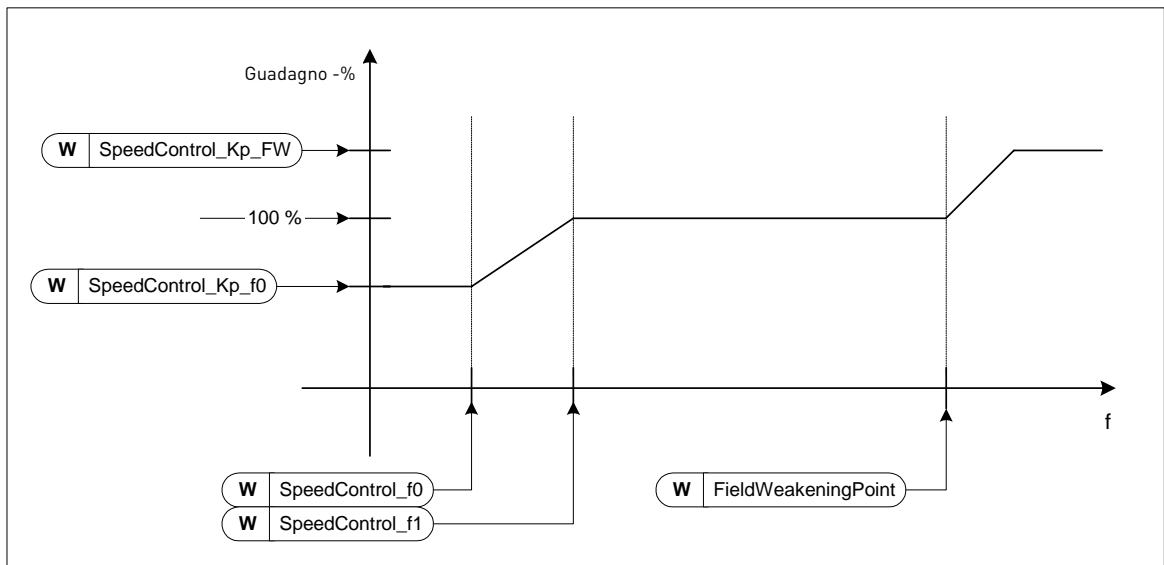 Guadagno -%
W SpeedControl_Kp_FW
100 %
W SpeedControl_Kp_f0
f
W SpeedControl_f0
W FieldWeakeningPoint
W SpeedControl_f1